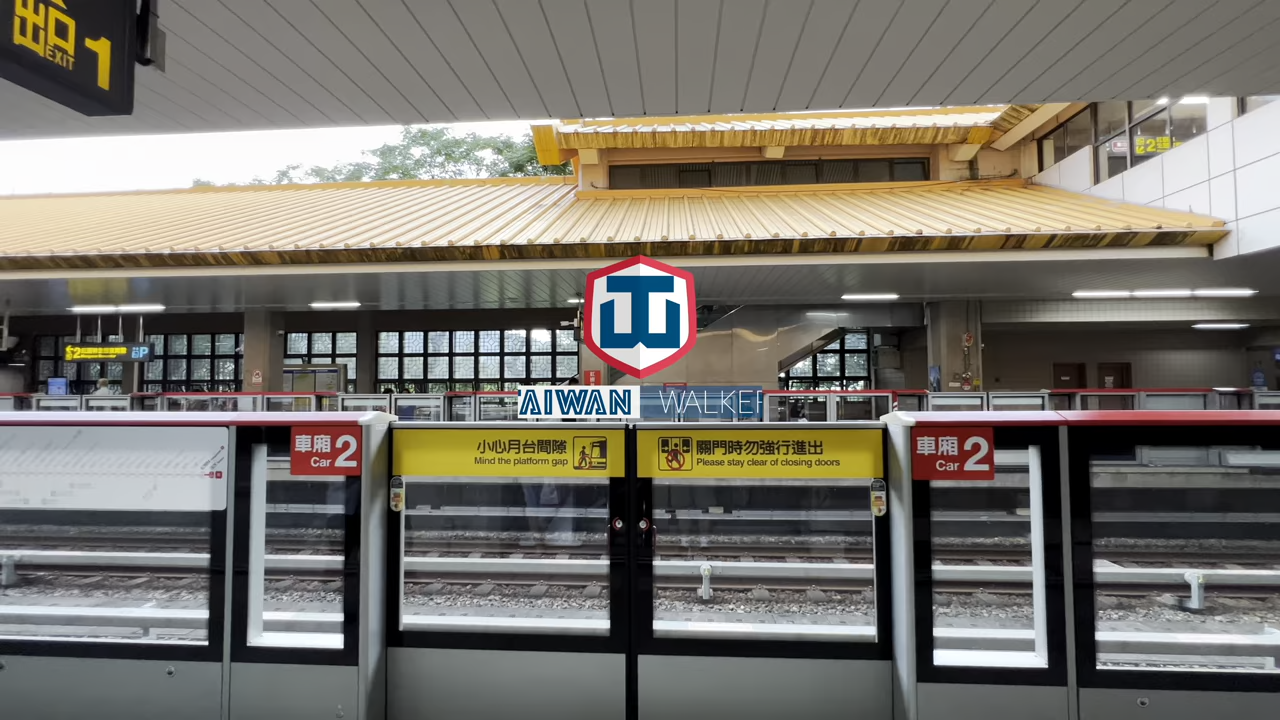 出口
EXIT
1
2
2
P
AIWAN WALKER
車廂
Car 2
小心月台間隙
Mind the platform gap
關門時勿強行進出
Please stay clear of closing doors
車廂
Car 2